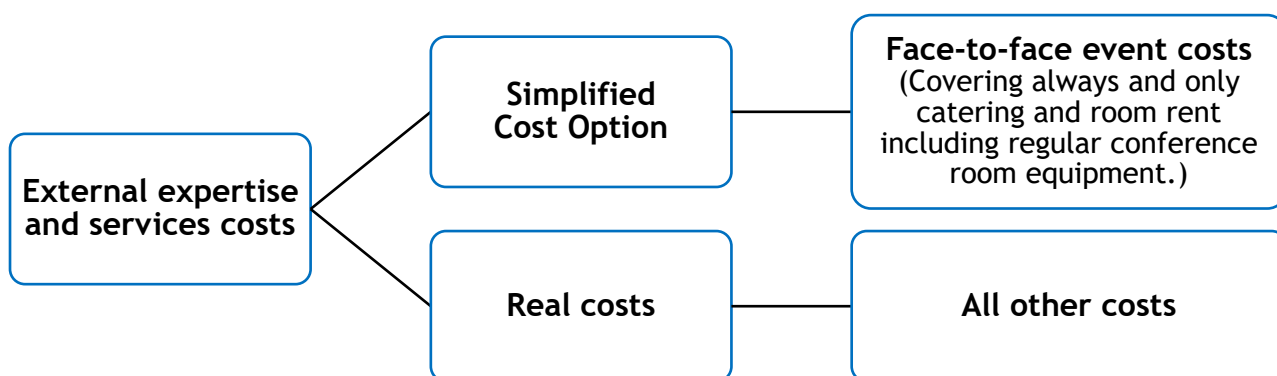 External expertise
and services costs
Simplified
Cost Option
Face-to-face event costs
(Covering always and only
catering and room rent
including regular conference
room equipment.)
Real costs
All other costs